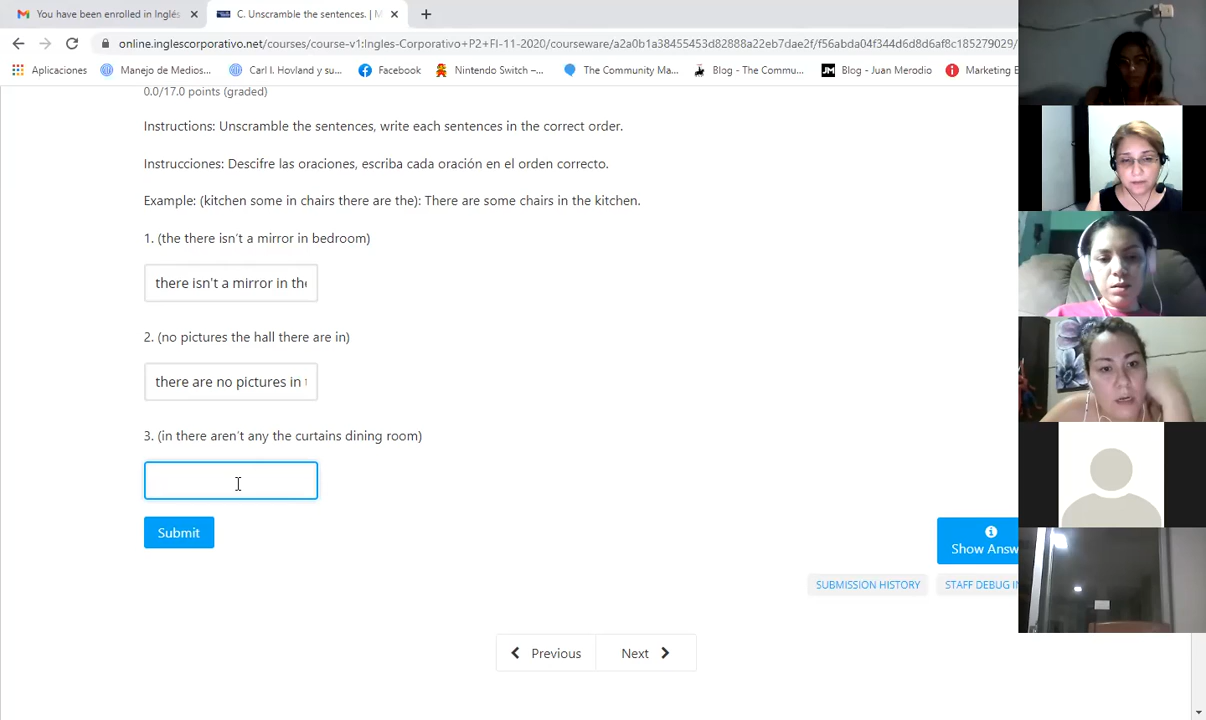 You have been enrolled in Inglés
C. Unscramble the sentences. | M
online.inglescorporativo.net/courses/course-v1:Ingles-Corporativo+P2+FI-11-2020/courseware/a2a0b1a38455453d82888a22eb7dae2f/f56abda04f344d6d8d6af8c185279029/
Aplicaciones
Manejo de Medios...
Carl I. Hovland y su...
Facebook
Nintendo Switch –...
The Community Ma...
Blog - The Commu...
JM
Blog - Juan Merodio
Marketing E
0.0/17.0 points (graded)
Instructions: Unscramble the sentences, write each sentences in the correct order.
Instrucciones: Descifre las oraciones, escriba cada oración en el orden correcto.
Example: (kitchen some in chairs there are the): There are some chairs in the kitchen.
1. (the there isn't a mirror in bedroom)
there isn't a mirror in the
2. (no pictures the hall there are in)
there are no pictures in
3. (in there aren't any the curtains dining room)
Submit
Show Answ
SUBMISSION HISTORY
STAFF DEBUG IN
Previous
Next